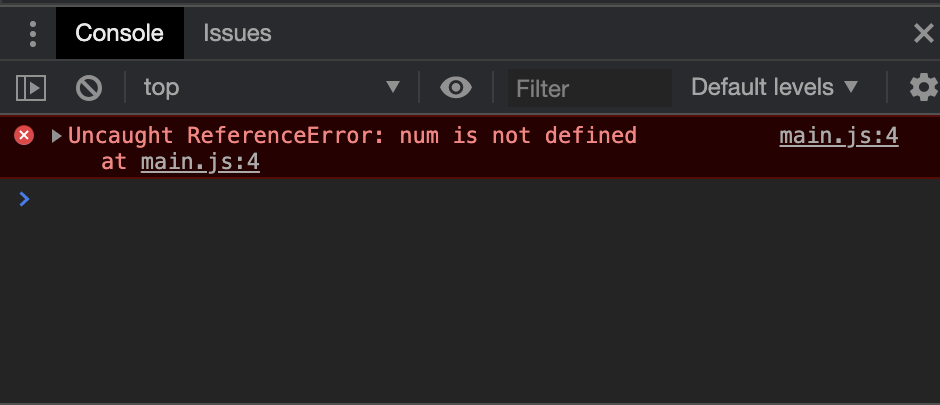 Console Issues
top Filter Default levels
Uncaught ReferenceError: num is not defined main.js:4
at main.js:4